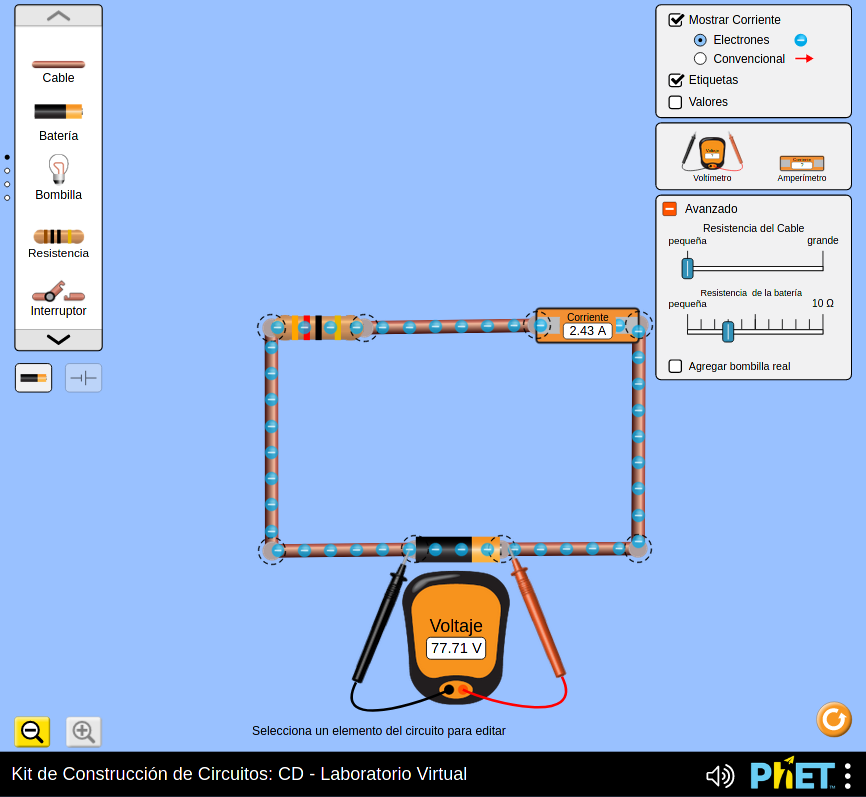 Cable
Batería
Bombilla
Resistencia
Interruptor
Mostrar Corriente
Electrones
Convencional
Etiquetas
Valores
Voltaje
?
Voltímetro
Corriente
?
Amperímetro
Avanzado
Resistencia del Cable
pequeña
grande
Resistencia de la batería
pequeña
10 Ω
Agregar bombilla real
Corriente
2.43 A
Voltaje
77.71 V
Selecciona un elemento del circuito para editar
Kit de Construcción de Circuitos: CD - Laboratorio Virtual
PhET